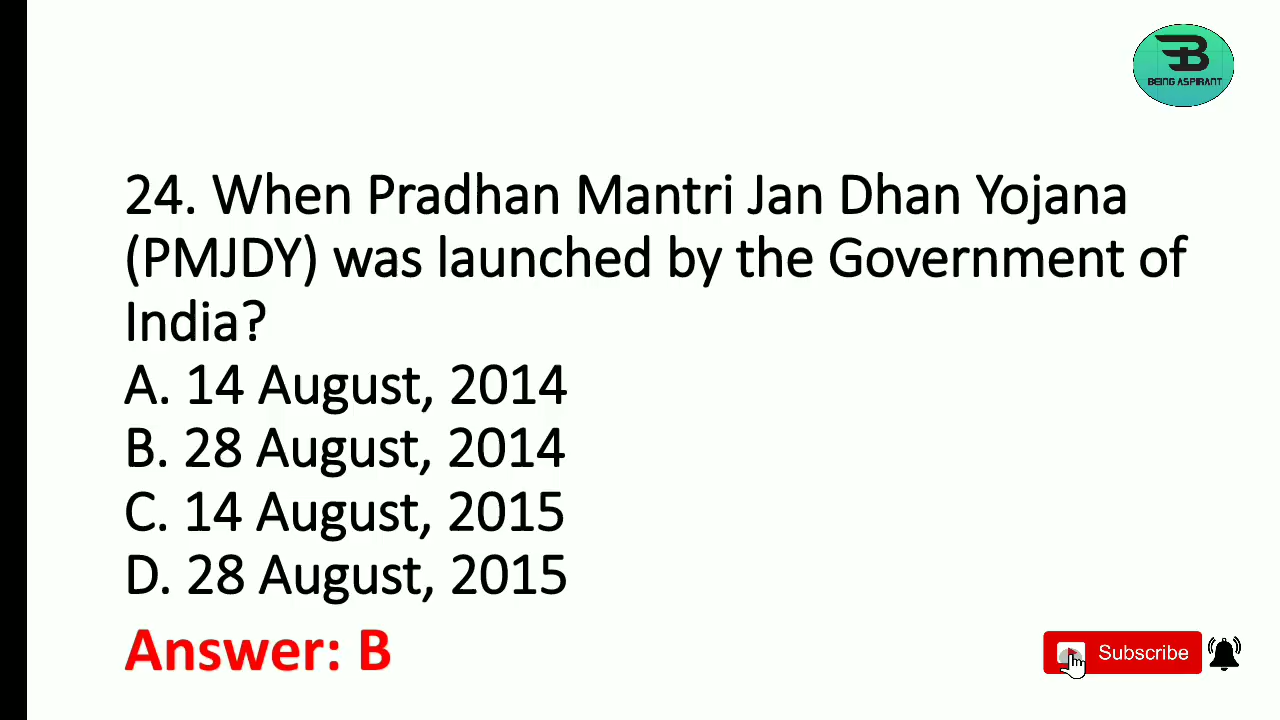 BEING ASPIRANT
24. When Pradhan Mantri Jan Dhan Yojana
(PMJDY) was launched by the Government of
India?
A. 14 August, 2014
B. 28 August, 2014
C. 14 August, 2015
D. 28 August, 2015
Answer: B
Subscribe